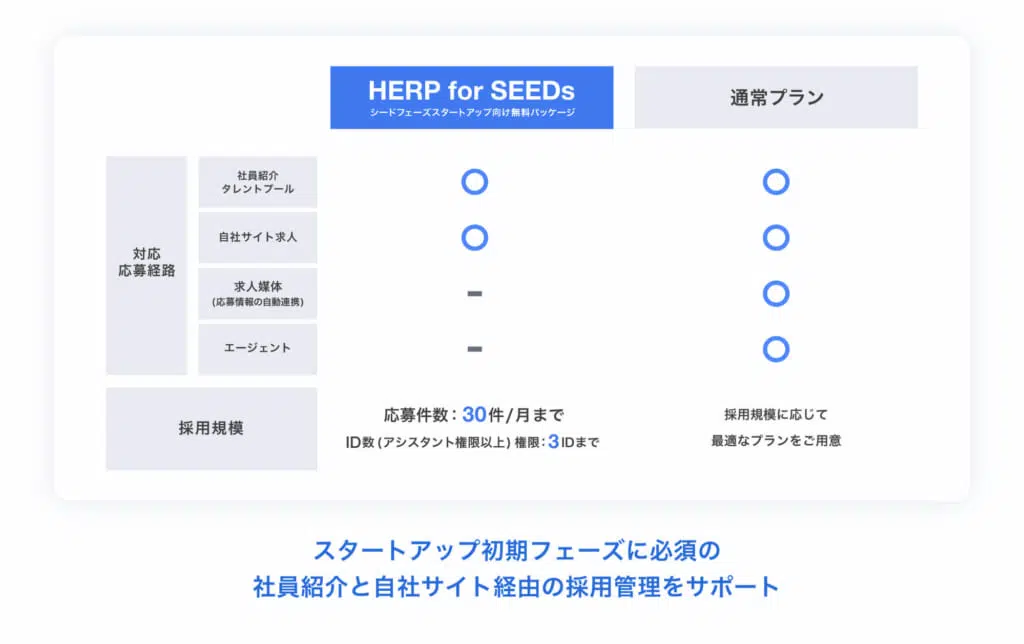 HERP for SEEDs
シードフェーズスタートアップ向け無料パッケージ
通常プラン
対応
応募経路
社員紹介
タレントプール
自社サイト求人
求人媒体
(応募情報の自動連携)
-
エージェント
-
採用規模
応募件数：30件/月まで
ID数 (アシスタント権限以上) 権限：3IDまで
採用規模に応じて
最適なプランをご用意
スタートアップ初期フェーズに必須の
社員紹介と自社サイト経由の採用管理をサポート